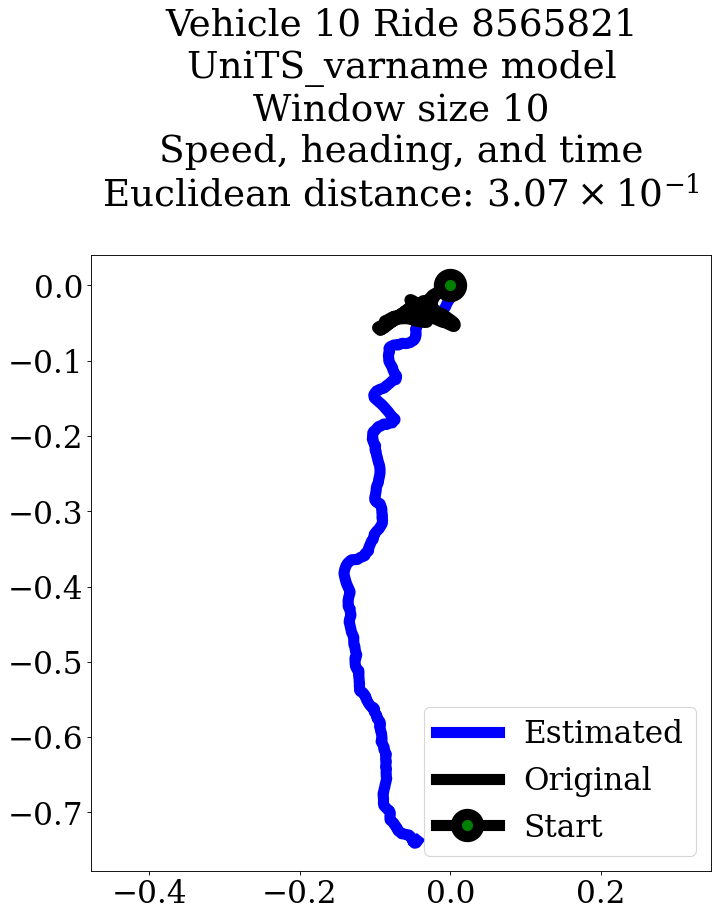 Vehicle 10 Ride 8565821
UniTS_varname model
Window size 10
Speed, heading, and time
Euclidean distance: 3.07 × 10⁻¹
0.0
−0.1
−0.2
−0.3
−0.4
−0.5
−0.6
−0.7
Estimated
Original
Start
−0.4
−0.2
0.0
0.2